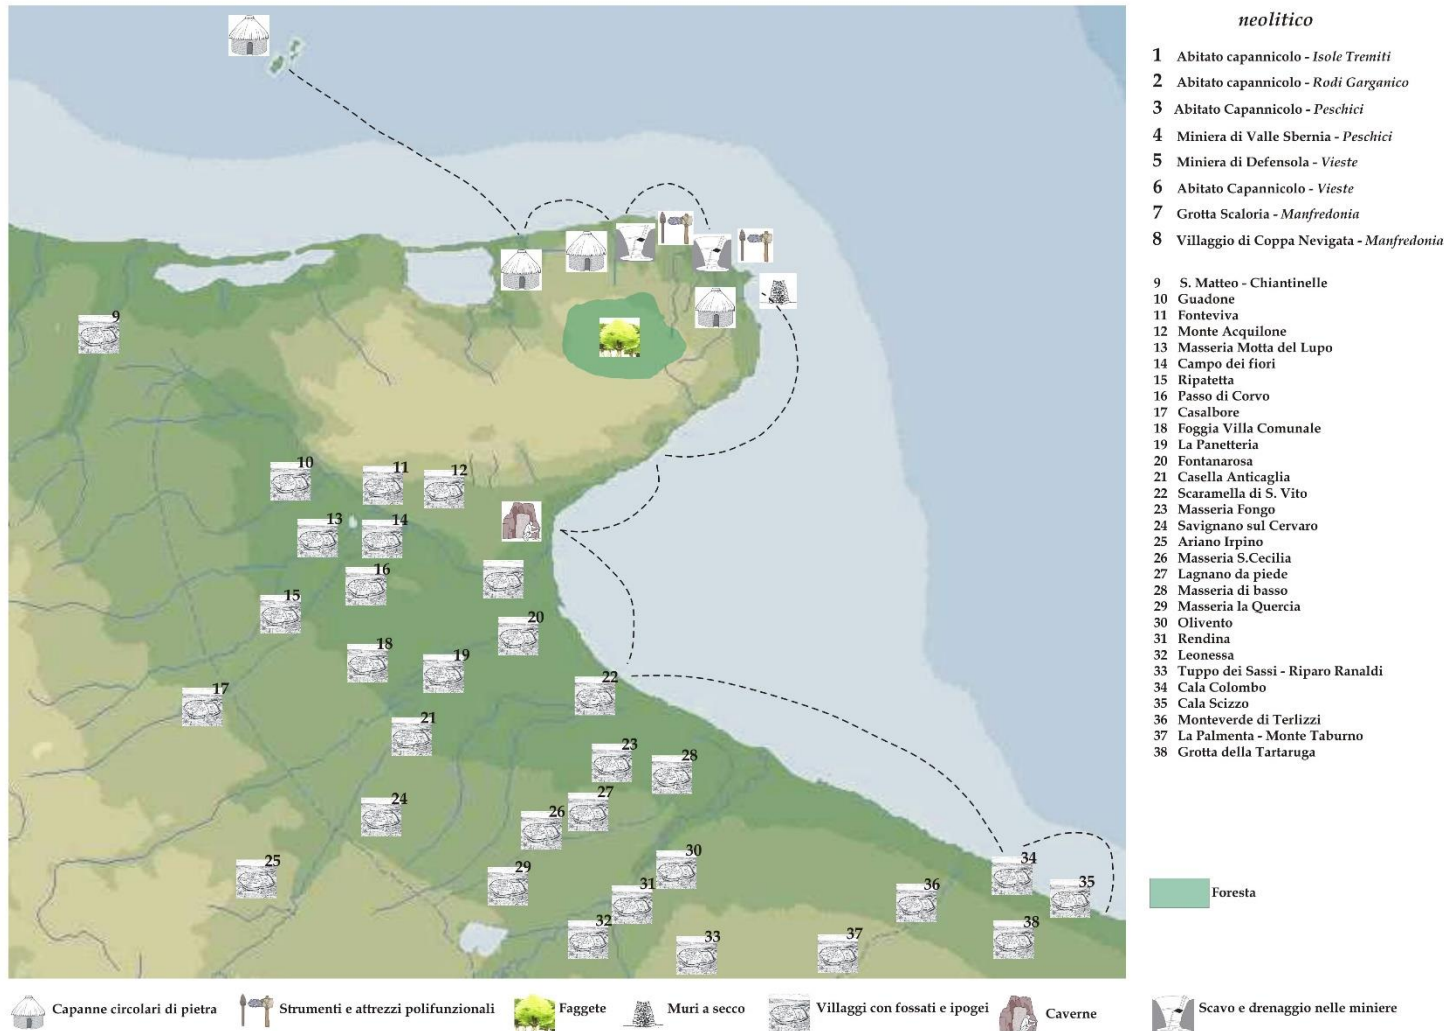 neolitico
1 Abitato capannicolo - Isole Tremiti
2 Abitato capannicolo - Rodi Garganico
3 Abitato Capannicolo - Peschici
4 Miniera di Valle Sbernia - Peschici
5 Miniera di Defensola - Vieste
6 Abitato Capannicolo - Vieste
7 Grotta Scaloria - Manfredonia
8 Villaggio di Coppa Nevigata - Manfredonia
9 S. Matteo - Chiantinelle
10 Guadone
11 Fonteviva
12 Monte Acquilone
13 Masseria Motta del Lupo
14 Campo dei fiori
15 Ripatetta
16 Passo di Corvo
17 Casalbore
18 Foggia Villa Comunale
19 La Panetteria
20 Fontanarosa
21 Casella Anticaglia
22 Scaramella di S. Vito
23 Masseria Fongo
24 Savignano sul Cervaro
25 Ariano Irpino
26 Masseria S.Cecilia
27 Lagnano da piede
28 Masseria di basso
29 Masseria la Quercia
30 Olivento
31 Rendina
32 Leonessa
33 Tuppo dei Sassi - Riparo Ranaldi
34 Cala Colombo
35 Cala Scizzo
36 Monteverde di Terlizzi
37 La Palmenta - Monte Taburno
38 Grotta della Tartaruga
Foresta
9
10
11
12
13
14
16
15
20
18
19
22
17
21
23
28
27
24
26
30
34
25
29
31
36
35
32
33
37
38
Capanne circolari di pietra
Strumenti e attrezzi polifunzionali
Faggete
Muri a secco
Villaggi con fossati e ipogei
Caverne
Scavo e drenaggio nelle miniere